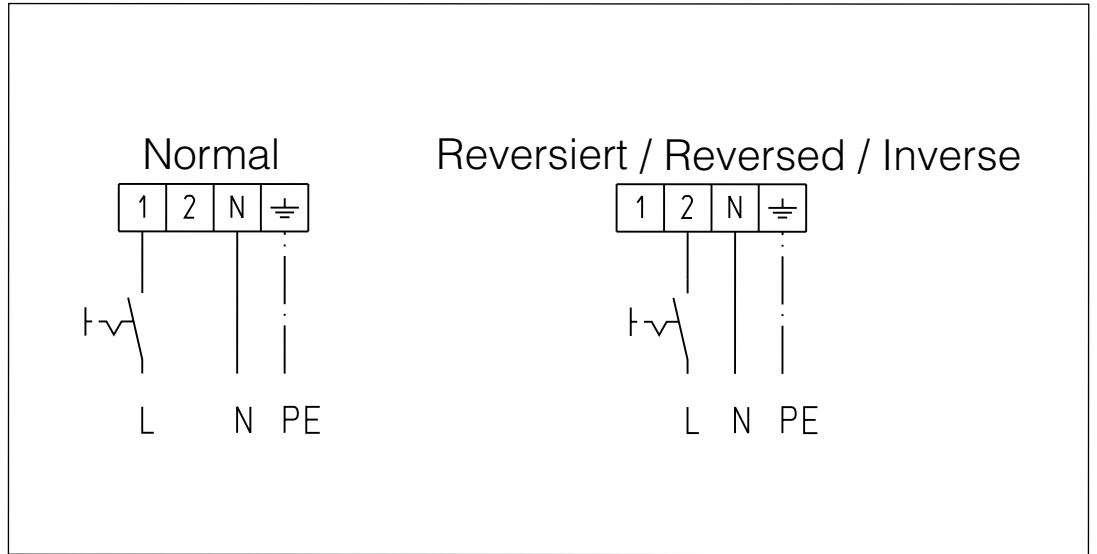 Normal
Reversiert / Reversed / Inverse
1 2 N
1 2 N
L N PE
L N PE